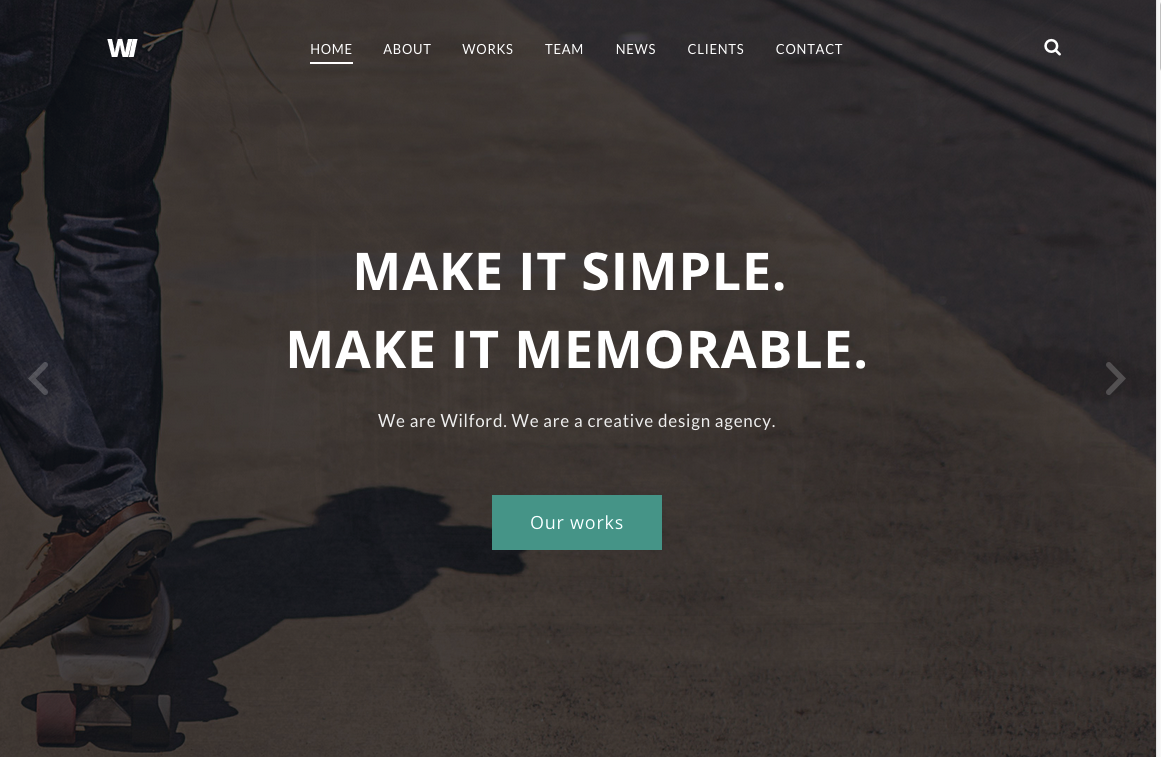 W
HOME ABOUT WORKS TEAM NEWS CLIENTS CONTACT
MAKE IT SIMPLE.
MAKE IT MEMORABLE.
We are Wilford. We are a creative design agency.
Our works